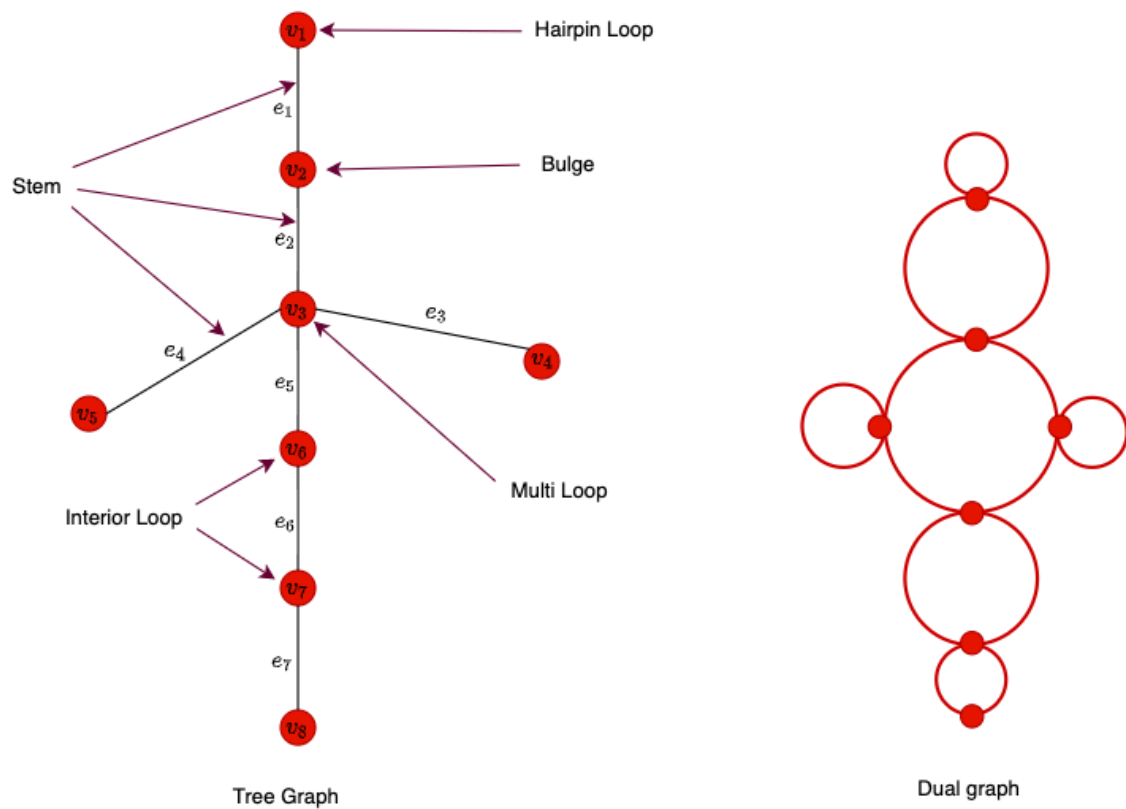 v₁
Hairpin Loop
e₁
Stem
v₂
Bulge
e₂
v₃
e₃
e₄
v₄
v₅
e₅
v₆
Interior Loop
Multi Loop
e₆
v₇
e₇
v₈
Tree Graph
Dual graph